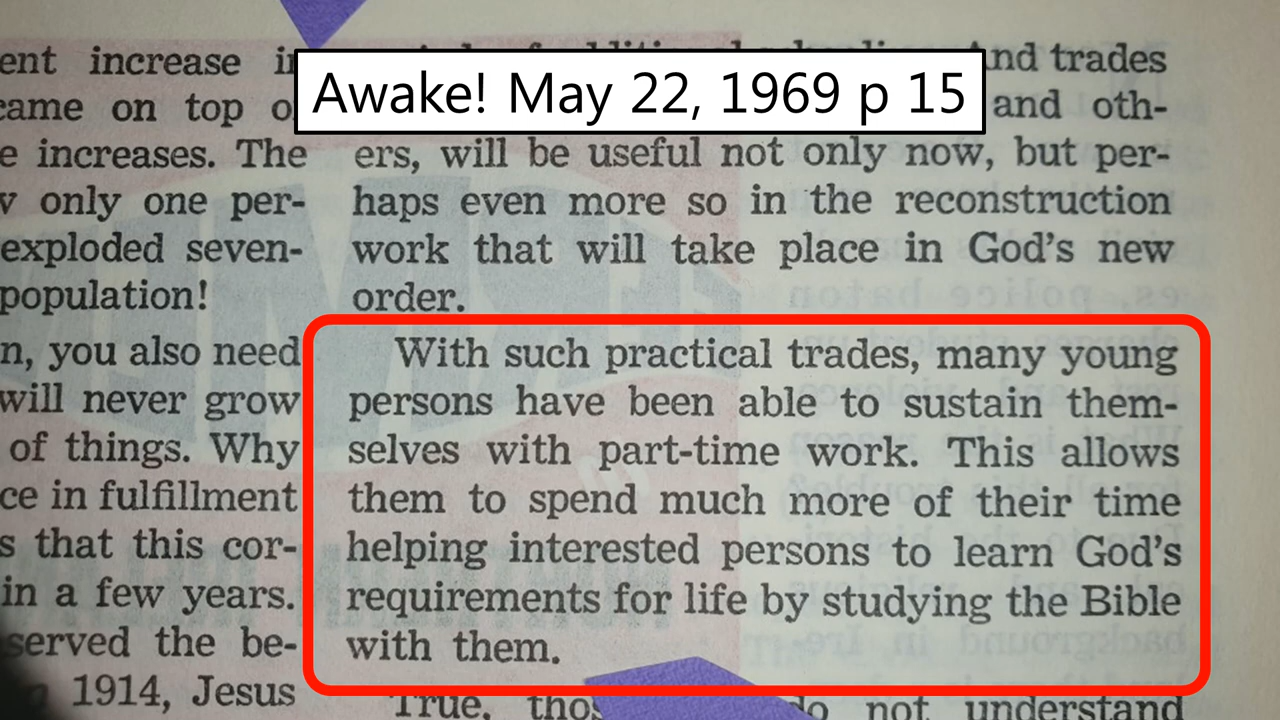 Awake! May 22, 1969 p 15
ent increase
came on top
e increases. The
only one per-
exploded seven-
population!
n, you also need
will never grow
of things. Why
ce in fulfillment
s that this cor-
in a few years.
served the be-
1914, Jesus
And trades
and oth-
ers, will be useful not only now, but per-
haps even more so in the reconstruction
work that will take place in God's new
order.
With such practical trades, many young
persons have been able to sustain them-
selves with part-time work. This allows
them to spend much more of their time
helping interested persons to learn God's
requirements for life by studying the Bible
with them.
True, do not understand